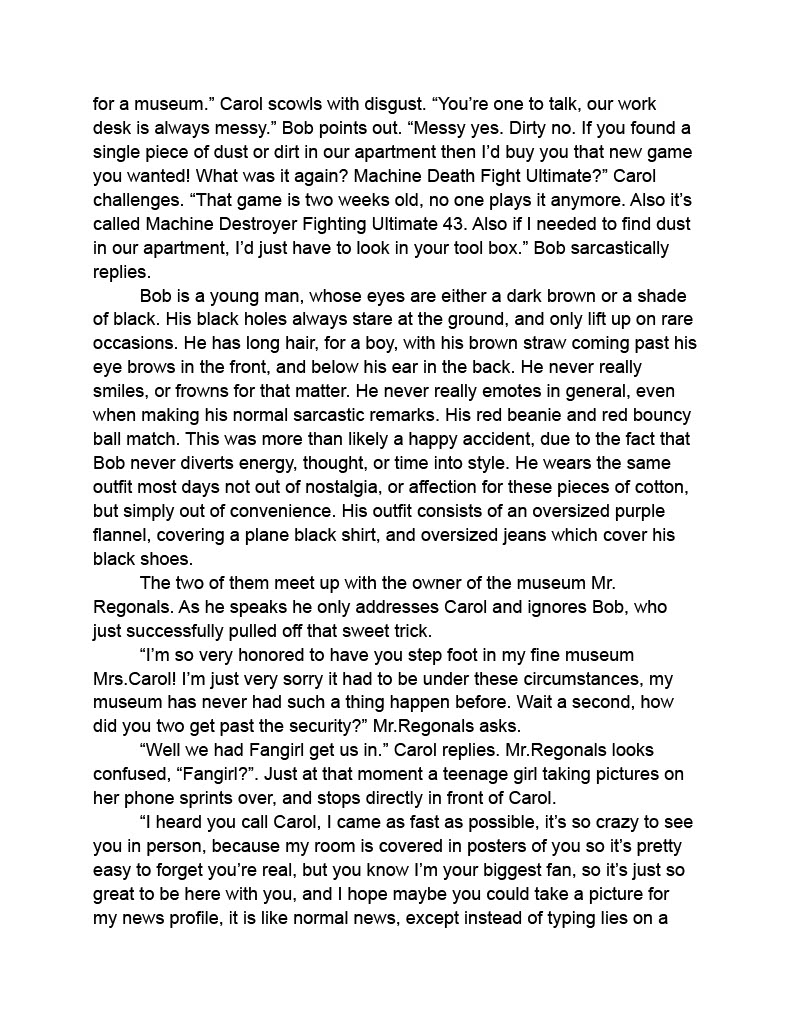 for a museum.” Carol scowls with disgust. “You’re one to talk, our work
desk is always messy.” Bob points out. “Messy yes. Dirty no. If you found a
single piece of dust or dirt in our apartment then I’d buy you that new game
you wanted! What was it again? Machine Death Fight Ultimate?” Carol
challenges. “That game is two weeks old, no one plays it anymore. Also it’s
called Machine Destroyer Fighting Ultimate 43. Also if I needed to find dust
in our apartment, I’d just have to look in your tool box.” Bob sarcastically
replies.
Bob is a young man, whose eyes are either a dark brown or a shade
of black. His black holes always stare at the ground, and only lift up on rare
occasions. He has long hair, for a boy, with his brown straw coming past his
eye brows in the front, and below his ear in the back. He never really
smiles, or frowns for that matter. He never really emotes in general, even
when making his normal sarcastic remarks. His red beanie and red bouncy
ball match. This was more than likely a happy accident, due to the fact that
Bob never diverts energy, thought, or time into style. He wears the same
outfit most days not out of nostalgia, or affection for these pieces of cotton,
but simply out of convenience. His outfit consists of an oversized purple
flannel, covering a plane black shirt, and oversized jeans which cover his
black shoes.
The two of them meet up with the owner of the museum Mr.
Regonals. As he speaks he only addresses Carol and ignores Bob, who
just successfully pulled off that sweet trick.
“I’m so very honored to have you step foot in my fine museum
Mrs.Carol! I’m just very sorry it had to be under these circumstances, my
museum has never had such a thing happen before. Wait a second, how
did you two get past the security?” Mr.Regonals asks.
“Well we had Fangirl get us in.” Carol replies. Mr.Regonals looks
confused, “Fangirl?”. Just at that moment a teenage girl taking pictures on
her phone sprints over, and stops directly in front of Carol.
“I heard you call Carol, I came as fast as possible, it’s so crazy to see
you in person, because my room is covered in posters of you so it’s pretty
easy to forget you’re real, but you know I’m your biggest fan, so it’s just so
great to be here with you, and I hope maybe you could take a picture for
my news profile, it is like normal news, except instead of typing lies on a